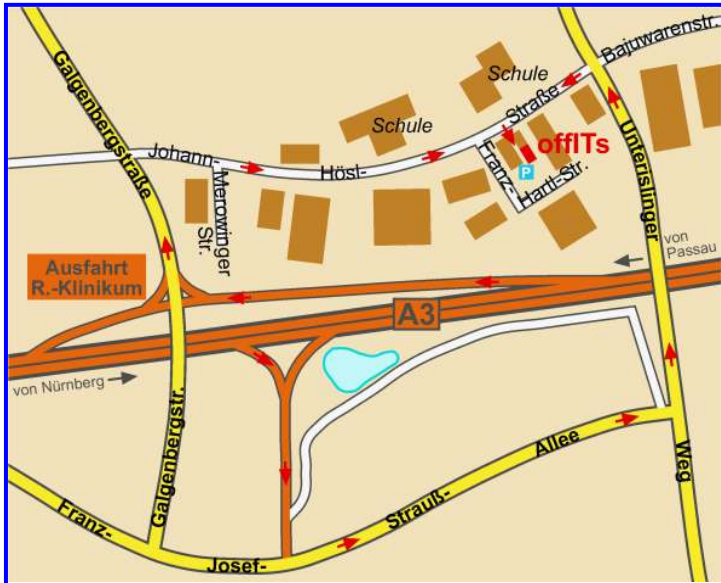 Galgenbergstraße
Bajuwarenstr.
Schule
Straße
Schule
offITs
Johann-
Hösl-
Franz-
Hartl-Str.
P
Merowinger
Str.
Unterislinger
von
Passau
Ausfahrt
R.-Klinikum
A3
von Nürnberg
Galgenbergstr.
Allee
Weg
Strauß-
Franz-
Josef-